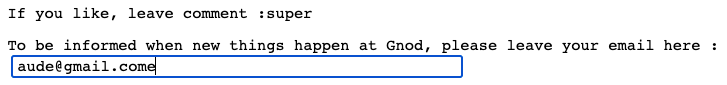 If you like, leave comment :super
To be informed when new things happen at Gnod, please leave your email here :
aude@gmail.come